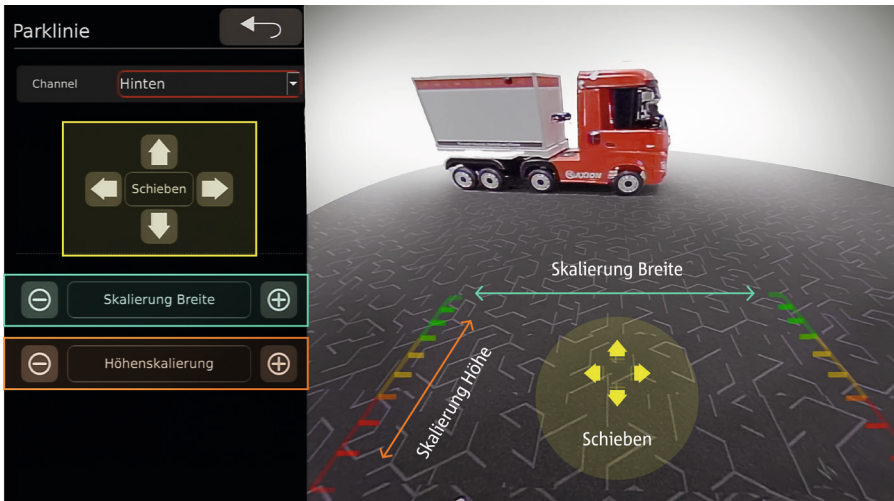 Parklinie
Channel
Hinten
Schieben
Skalierung Breite
Höhenskalierung
AXION
Skalierung Breite
Skalierung Höhe
Schieben